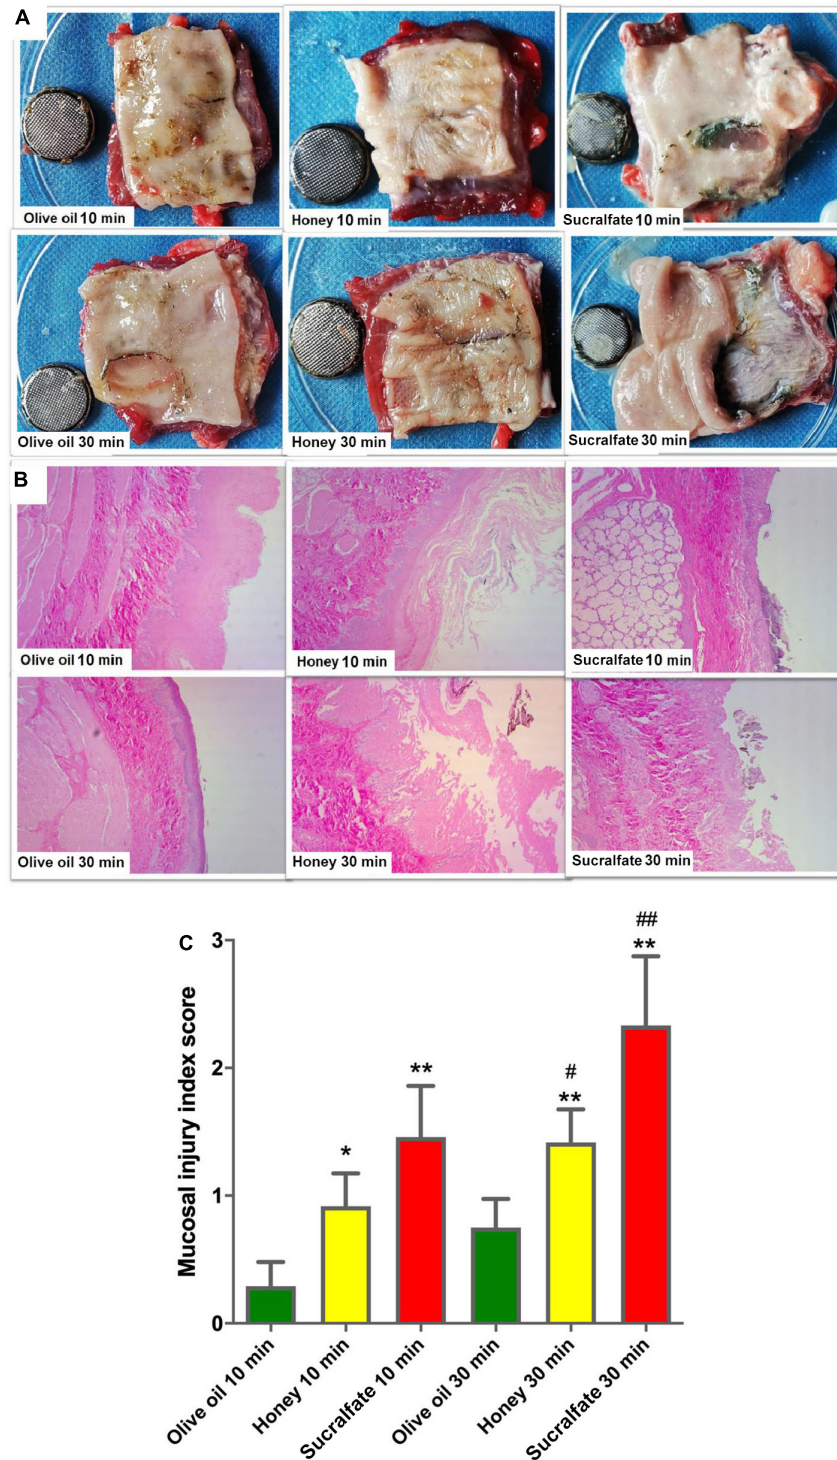 A
Olive oil 10 min
Honey 10 min
Sucralfate 10 min
Olive oil 30 min
Honey 30 min
Sucralfate 30 min
B
Olive oil 10 min
Honey 10 min
Sucralfate 10 min
Olive oil 30 min
Honey 30 min
Sucralfate 30 min
C
Mucosal injury index score
3
2
1
0
*
**
#
**
##
**
Olive oil 10 min
Honey 10 min
Sucralfate 10 min
Olive oil 30 min
Honey 30 min
Sucralfate 30 min